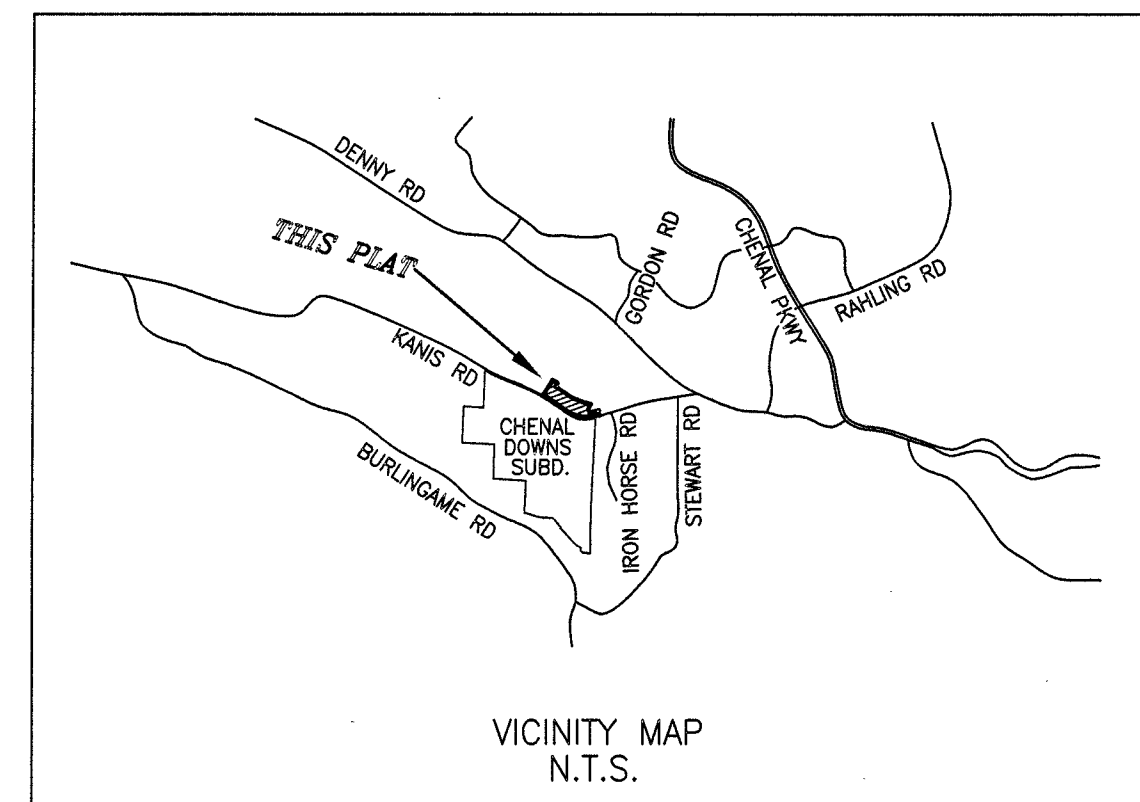 DENNY RD
THIS PLAT
GORDON RD
CHENAL PKWY
RAHLING RD
KANIS RD
CHENAL
DOWNS
SUBD.
BURLINGAME RD
IRON HORSE RD
STEWART RD
VICINITY MAP
N.T.S.